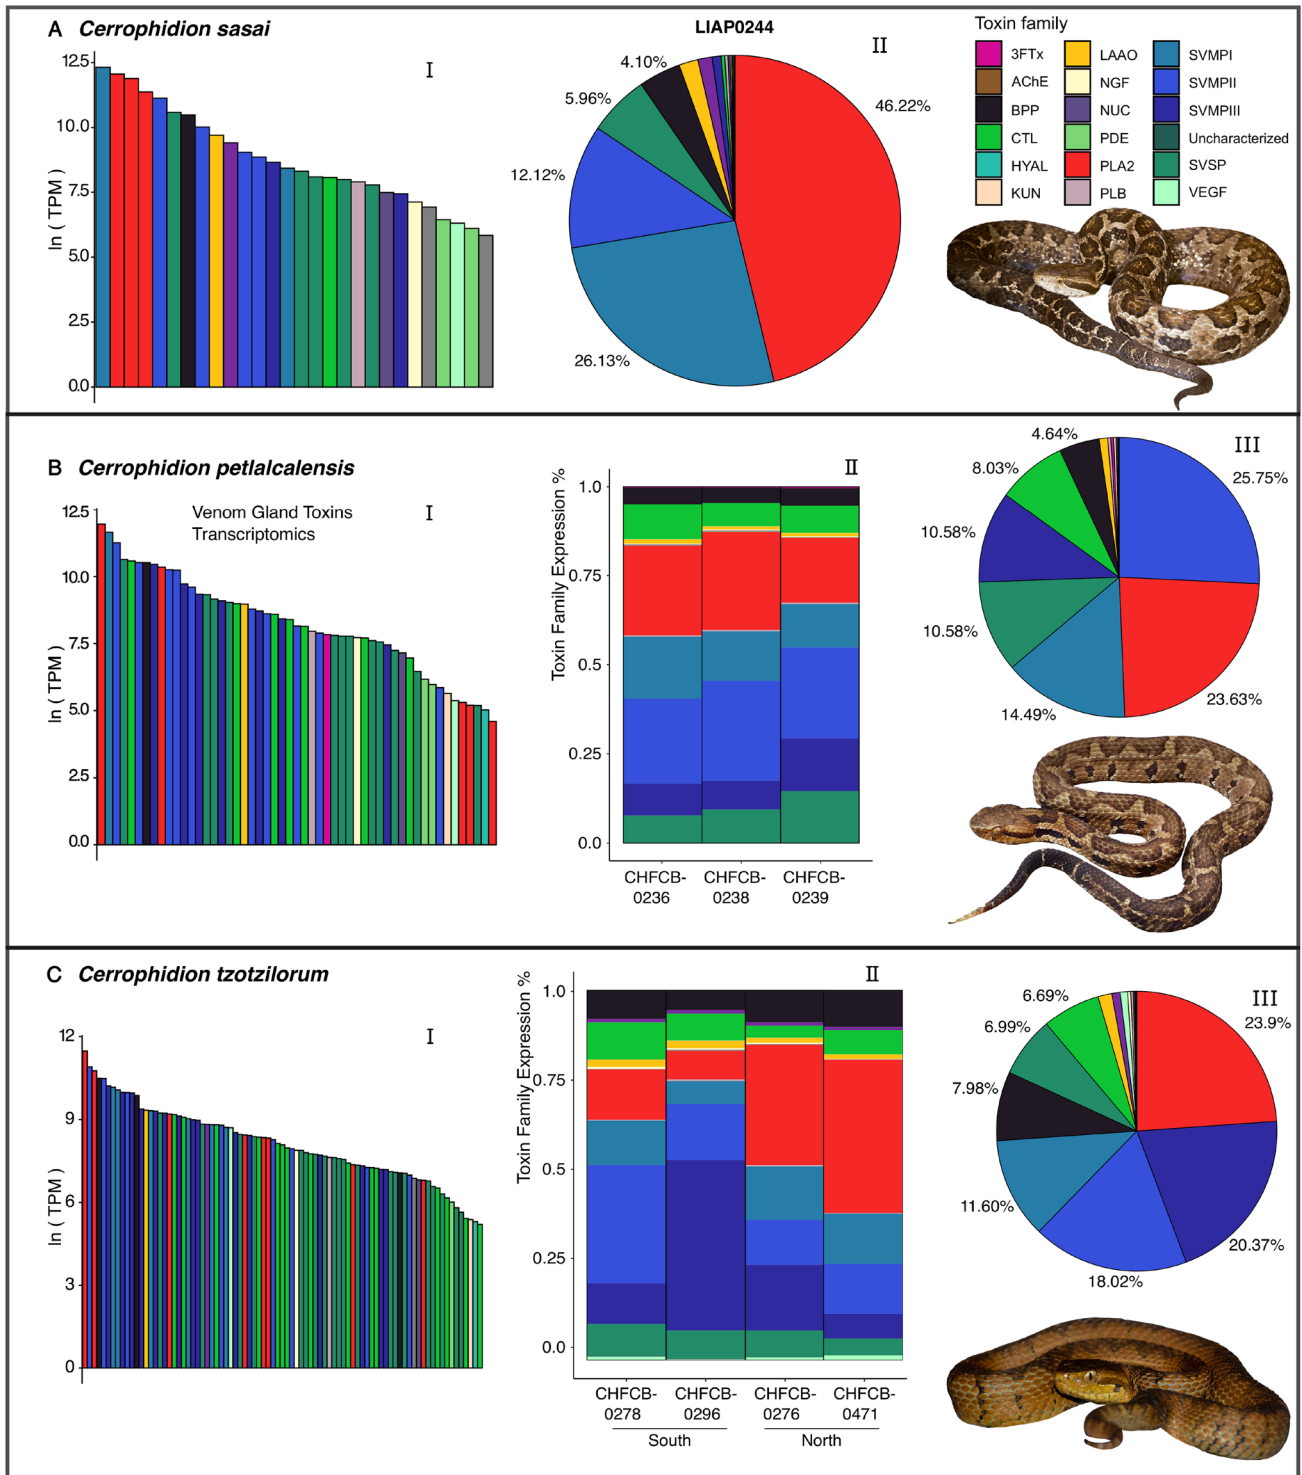 A Cerrophidion sasai
LIAP0244
Toxin family
3FTx
AChE
BPP
CTL
HYAL
KUN
LAAO
NGF
NUC
PDE
PLA2
PLB
SVMPI
SVMPII
SVMPIII
Uncharacterized
SVSP
VEGF
I
12.5
10.0
7.5
5.0
2.5
0.0
ln ( TPM )
II
4.10%
5.96%
12.12%
26.13%
46.22%
B Cerrophidion petlalcalensis
Venom Gland Toxins
Transcriptomics
I
12.5
10.0
7.5
5.0
2.5
0.0
ln ( TPM )
II
Toxin Family Expression %
1.0
0.75
0.5
0.25
0.0
CHFCB-
0236
CHFCB-
0238
CHFCB-
0239
III
4.64%
8.03%
10.58%
10.58%
14.49%
23.63%
25.75%
C Cerrophidion tzotzilorum
I
12
9
6
3
0
ln ( TPM )
II
Toxin Family Expression %
1.0
0.75
0.5
0.25
0.0
CHFCB-
0278
CHFCB-
0296
CHFCB-
0276
CHFCB-
0471
South
North
III
6.69%
6.99%
7.98%
11.60%
18.02%
20.37%
23.9%